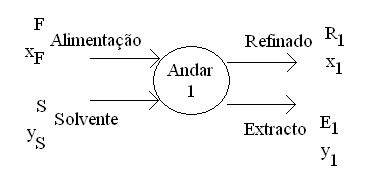 F
x_F
Alimentação
S
y_S
Solvente
Andar
1
Refinado
R_1
x_1
Extracto
E_1
y_1